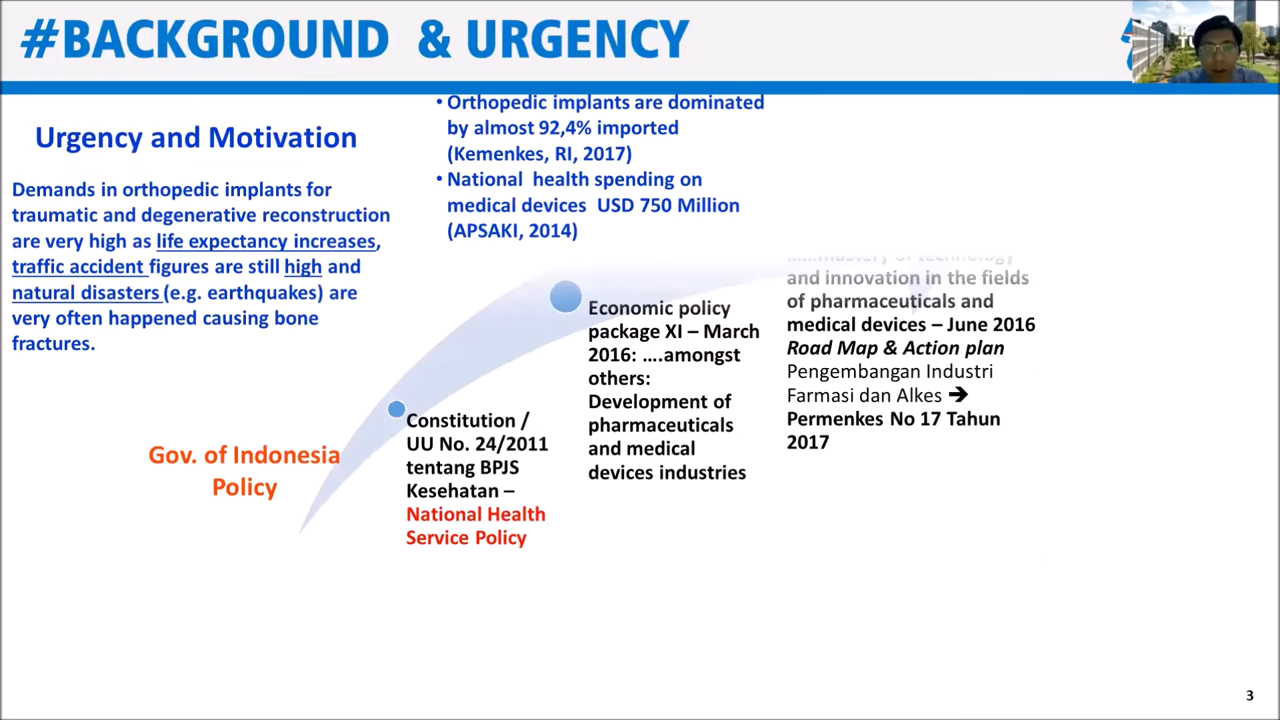 #BACKGROUND & URGENCY
Urgency and Motivation
Demands in orthopedic implants for
traumatic and degenerative reconstruction
are very high as life expectancy increases,
traffic accident figures are still high and
natural disasters (e.g. earthquakes) are
very often happened causing bone
fractures.
• Orthopedic implants are dominated
by almost 92,4% imported
(Kemenkes, RI, 2017)
• National health spending on
medical devices USD 750 Million
(APSAKI, 2014)
Gov. of Indonesia
Policy
Constitution /
UU No. 24/2011
tentang BPJS
Kesehatan –
National Health
Service Policy
Economic policy
package XI – March
2016: ….amongst
others:
Development of
pharmaceuticals
and medical
devices industries
mastery of technology
and innovation in the fields
of pharmaceuticals and
medical devices – June 2016
Road Map & Action plan
Pengembangan Industri
Farmasi dan Alkes ➔
Permenkes No 17 Tahun
2017
3